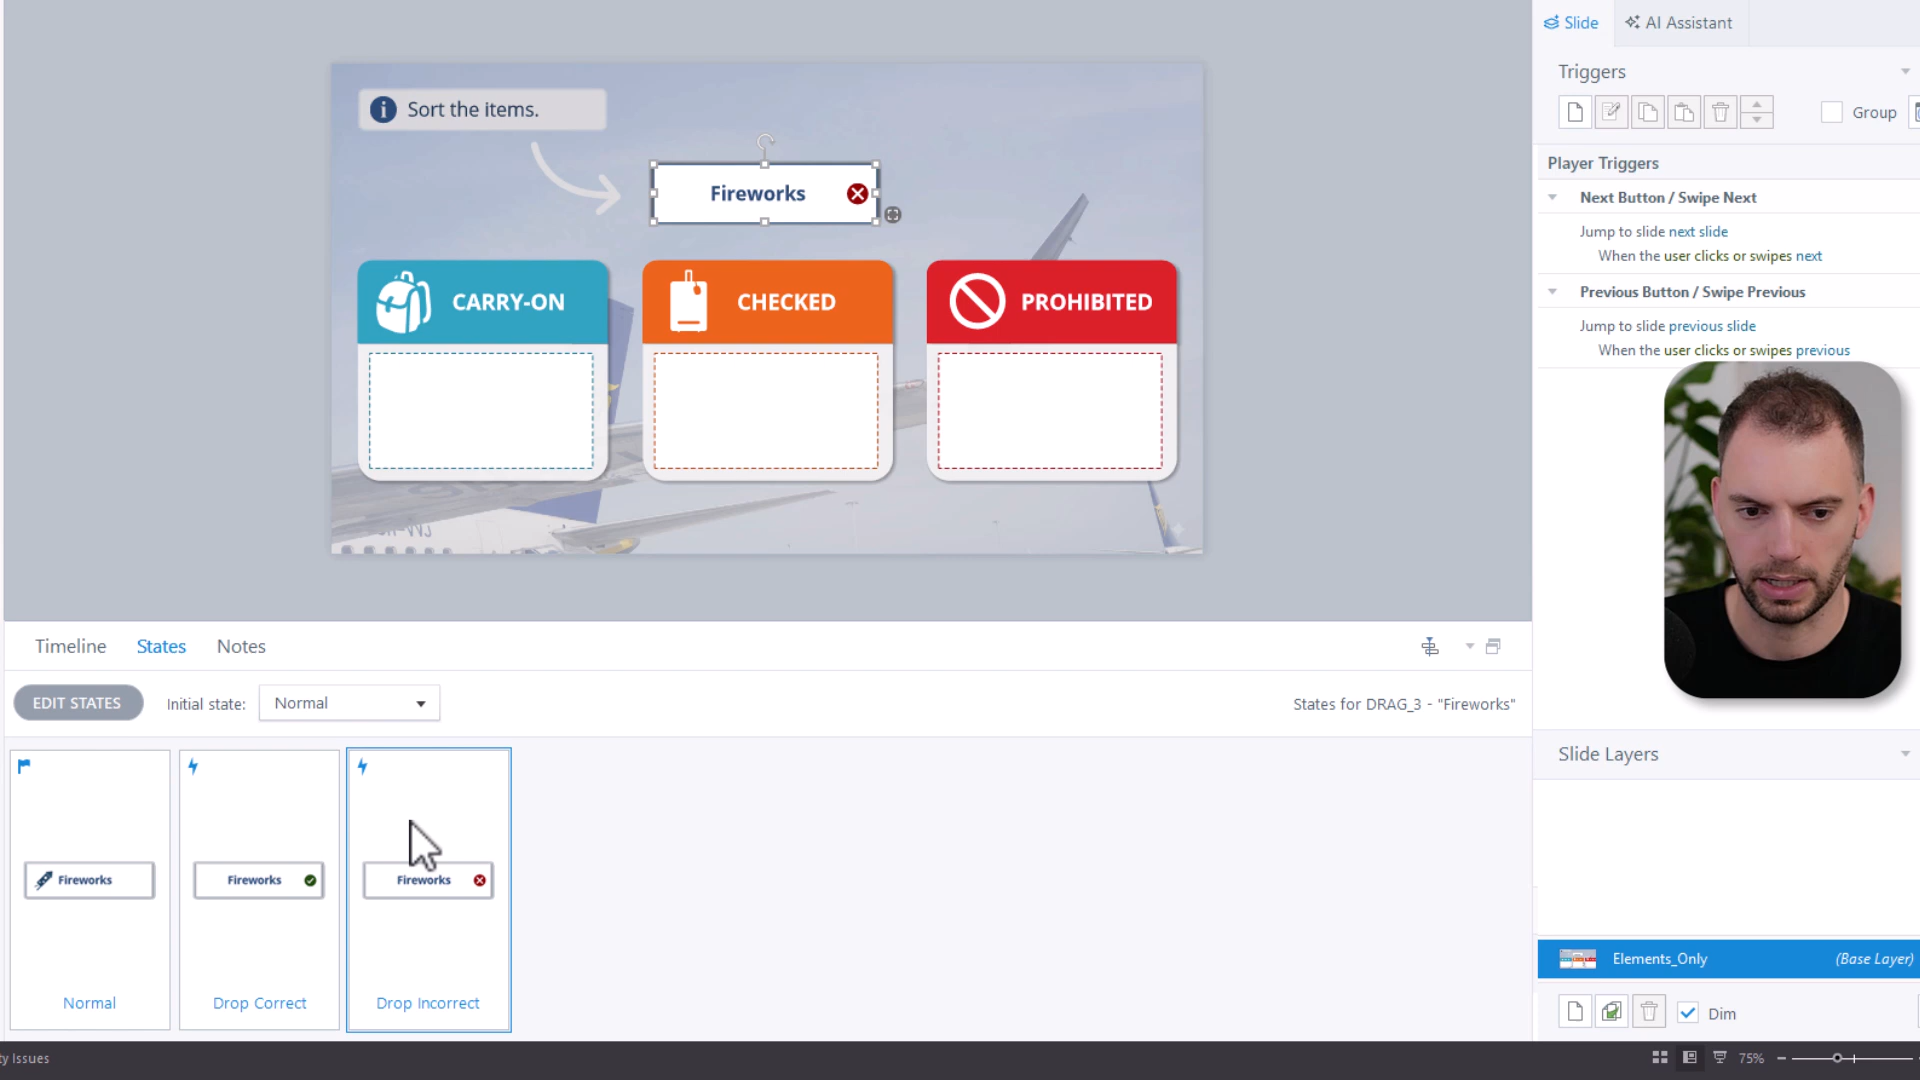 Slide
AI Assistant
Triggers
Group
Player Triggers
Next Button / Swipe Next
Jump to slide next slide
When the user clicks or swipes next
Previous Button / Swipe Previous
Jump to slide previous slide
When the user clicks or swipes previous
i Sort the items.
Fireworks
CARRY-ON
CHECKED
PROHIBITED
Timeline
States
Notes
EDIT STATES
Initial state:
Normal
States for DRAG_3 - "Fireworks"
Fireworks
Normal
Fireworks
Drop Correct
Fireworks
Drop Incorrect
Slide Layers
Elements_Only
(Base Layer)
Dim
ty Issues
75%